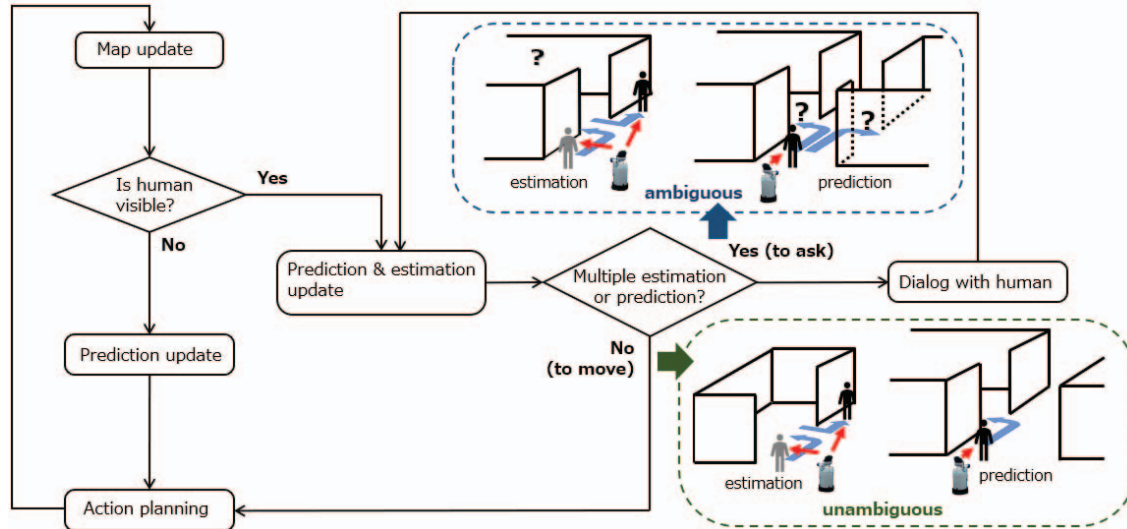 Map update
?
?
?
estimation
prediction
ambiguous
Is human
visible?
Yes
No
Prediction & estimation
update
Multiple estimation
or prediction?
Yes (to ask)
Dialog with human
Prediction update
No
(to move)
estimation
prediction
unambiguous
Action planning